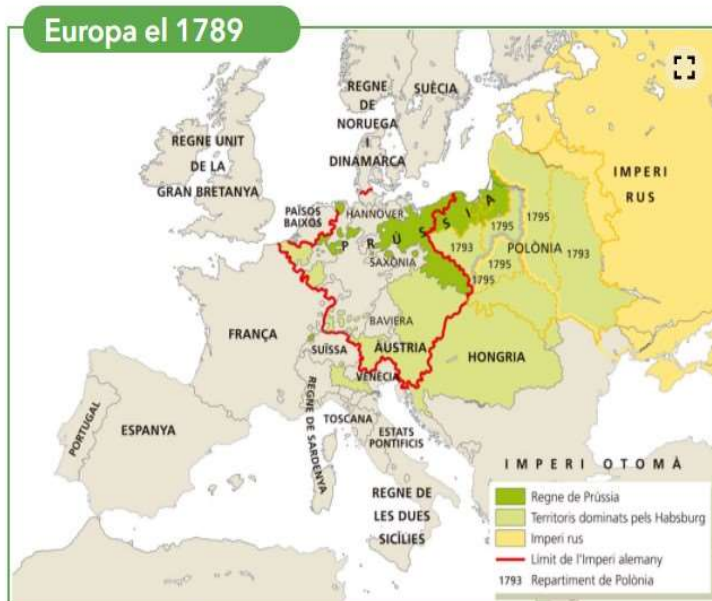 Europa el 1789
REGNE
DE
NORUEGA
I
DINAMARCA
SUÈCIA
REGNE UNIT
DE LA
GRAN BRETANYA
IMPERI
RUS
PAÏSOS
BAIXOS
HANNOVER
PRÚSSIA
1795
1795
1793
POLÒNIA
1793
1795
1795
SAXÒNIA
FRANÇA
BAVIERA
SUÏSSA
ÀUSTRIA
HONGRIA
VENÈCIA
REGNE DE SARDENYA
TOSCANA
ESTATS
PONTIFICIS
PORTUGAL
ESPANYA
REGNE DE
LES DUES
SICÍLIES
IMPERI OTOMÀ
Regne de Prússia
Territoris dominats pels Habsburg
Imperi rus
Límit de l'Imperi alemany
1793 Repartiment de Polònia